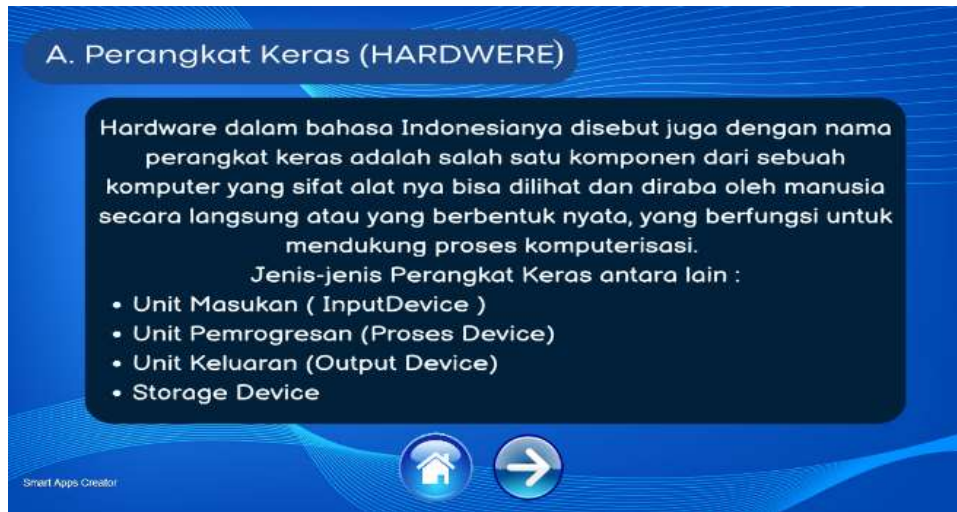 A. Perangkat Keras (HARDWERE)
Hardware dalam bahasa Indonesianya disebut juga dengan nama
perangkat keras adalah salah satu komponen dari sebuah
komputer yang sifat alat nya bisa dilihat dan diraba oleh manusia
secara langsung atau yang berbentuk nyata, yang berfungsi untuk
mendukung proses komputerisasi.
Jenis-jenis Perangkat Keras antara lain :
• Unit Masukan ( InputDevice )
• Unit Pemrogresan (Proses Device)
• Unit Keluaran (Output Device)
• Storage Device
Smart Apps Creator